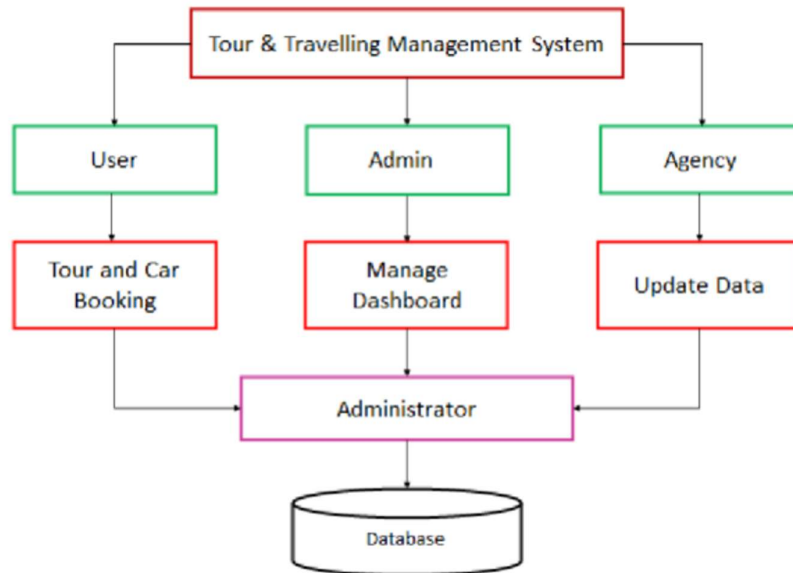 Tour & Travelling Management System
User
Admin
Agency
Tour and Car
Booking
Manage
Dashboard
Update Data
Administrator
Database